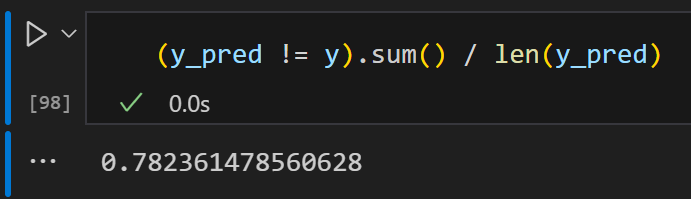 (y_pred != y).sum() / len(y_pred)
[98]
0.0s
0.782361478560628